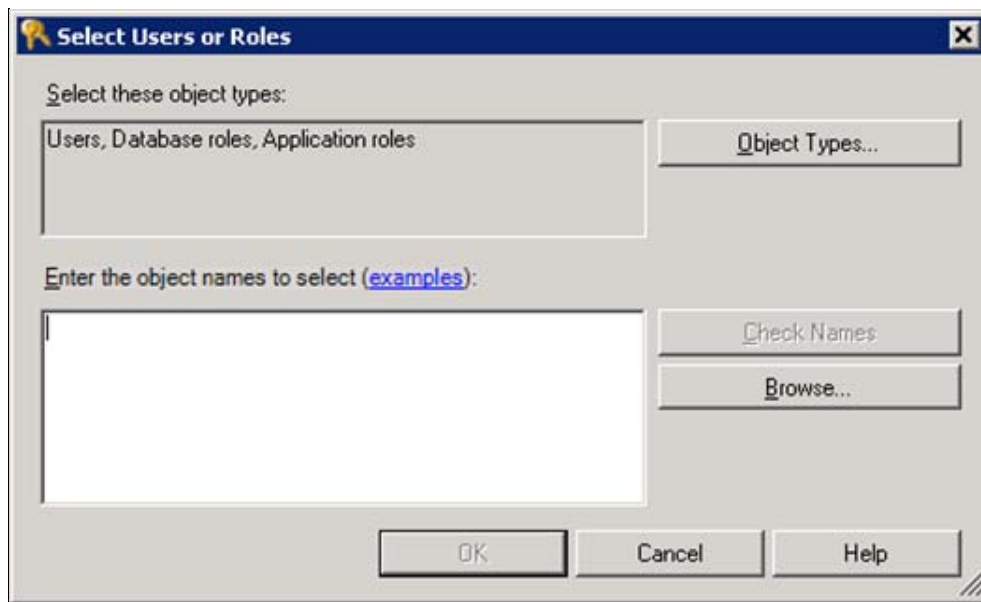 Select Users or Roles
Select these object types:
Users, Database roles, Application roles
Object Types...
Enter the object names to select (examples):
Check Names
Browse...
OK Cancel Help